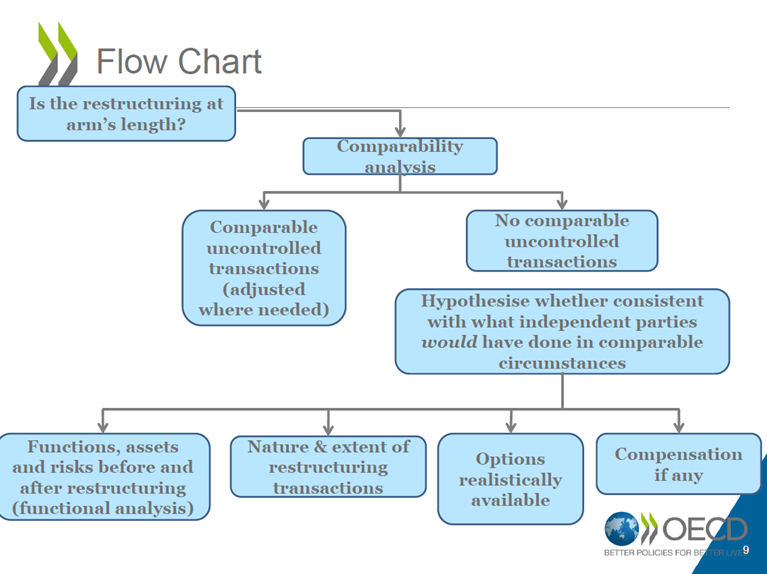 Flow Chart
Is the restructuring at
arm's length?
Comparability
analysis
Comparable
uncontrolled
transactions
(adjusted
where needed)
No comparable
uncontrolled
transactions
Hypothesise whether consistent
with what independent parties
would have done in comparable
circumstances
Functions, assets
and risks before and
after restructuring
(functional analysis)
Nature & extent of
restructuring
transactions
Options
realistically
available
Compensation
if any
OECD
BETTER POLICIES FOR BETTER LIVES
9